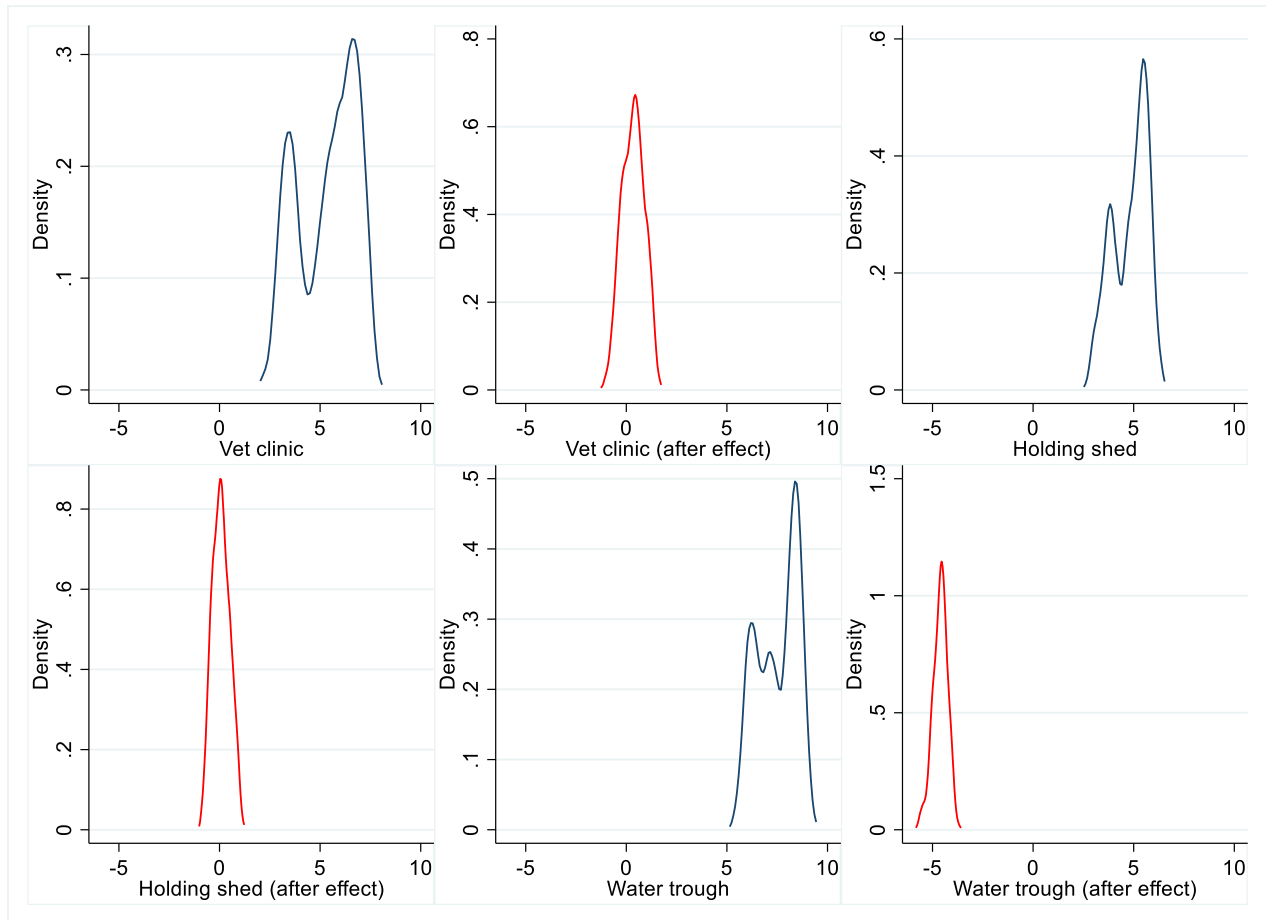 Density
.3
.2
.1
0
-5 0 5 10
Vet clinic
Density
.8
.6
.4
.2
0
-5 0 5 10
Vet clinic (after effect)
Density
.6
.4
.2
0
-5 0 5 10
Holding shed
Density
.8
.6
.4
.2
0
-5 0 5 10
Holding shed (after effect)
Density
.5
.4
.3
.2
.1
0
-5 0 5 10
Water trough
Density
1.5
1
.5
0
-5 0 5 10
Water trough (after effect)